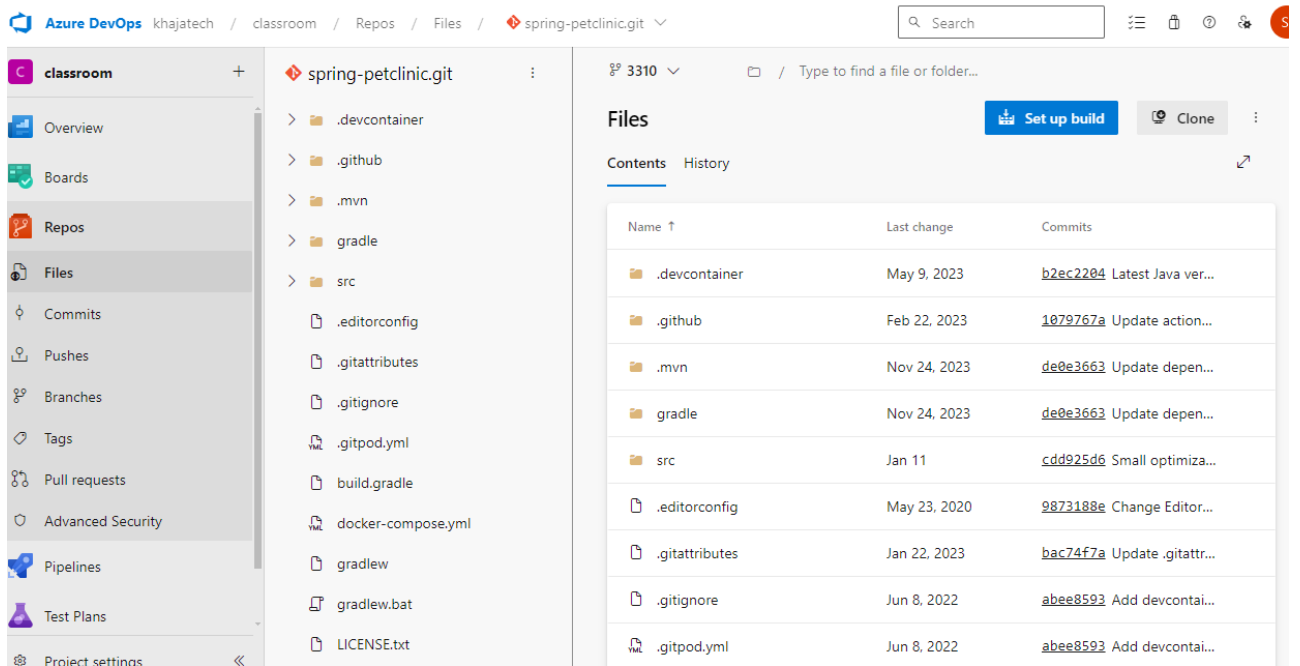 Azure DevOps khajatech / classroom / Repos / Files / spring-petclinic.git
Search
S
C classroom +
Overview
Boards
Repos
Files
Commits
Pushes
Branches
Tags
Pull requests
Advanced Security
Pipelines
Test Plans
Project settings
spring-petclinic.git
.devcontainer
.github
.mvn
gradle
src
.editorconfig
.gitattributes
.gitignore
YML .gitpod.yml
build.gradle
YML docker-compose.yml
gradlew
gradlew.bat
LICENSE.txt
3310 / Type to find a file or folder...
Files
Set up build
Clone
Contents History
Name ↑ Last change Commits
.devcontainer May 9, 2023 b2ec2204 Latest Java ver...
.github Feb 22, 2023 1079767a Update action...
.mvn Nov 24, 2023 de0e3663 Update depen...
gradle Nov 24, 2023 de0e3663 Update depen...
src Jan 11 cdd925d6 Small optimiza...
.editorconfig May 23, 2020 9873188e Change Editor...
.gitattributes Jan 22, 2023 bac74f7a Update .gitattr...
.gitignore Jun 8, 2022 abee8593 Add devcontai...
YML .gitpod.yml Jun 8, 2022 abee8593 Add devcontai...